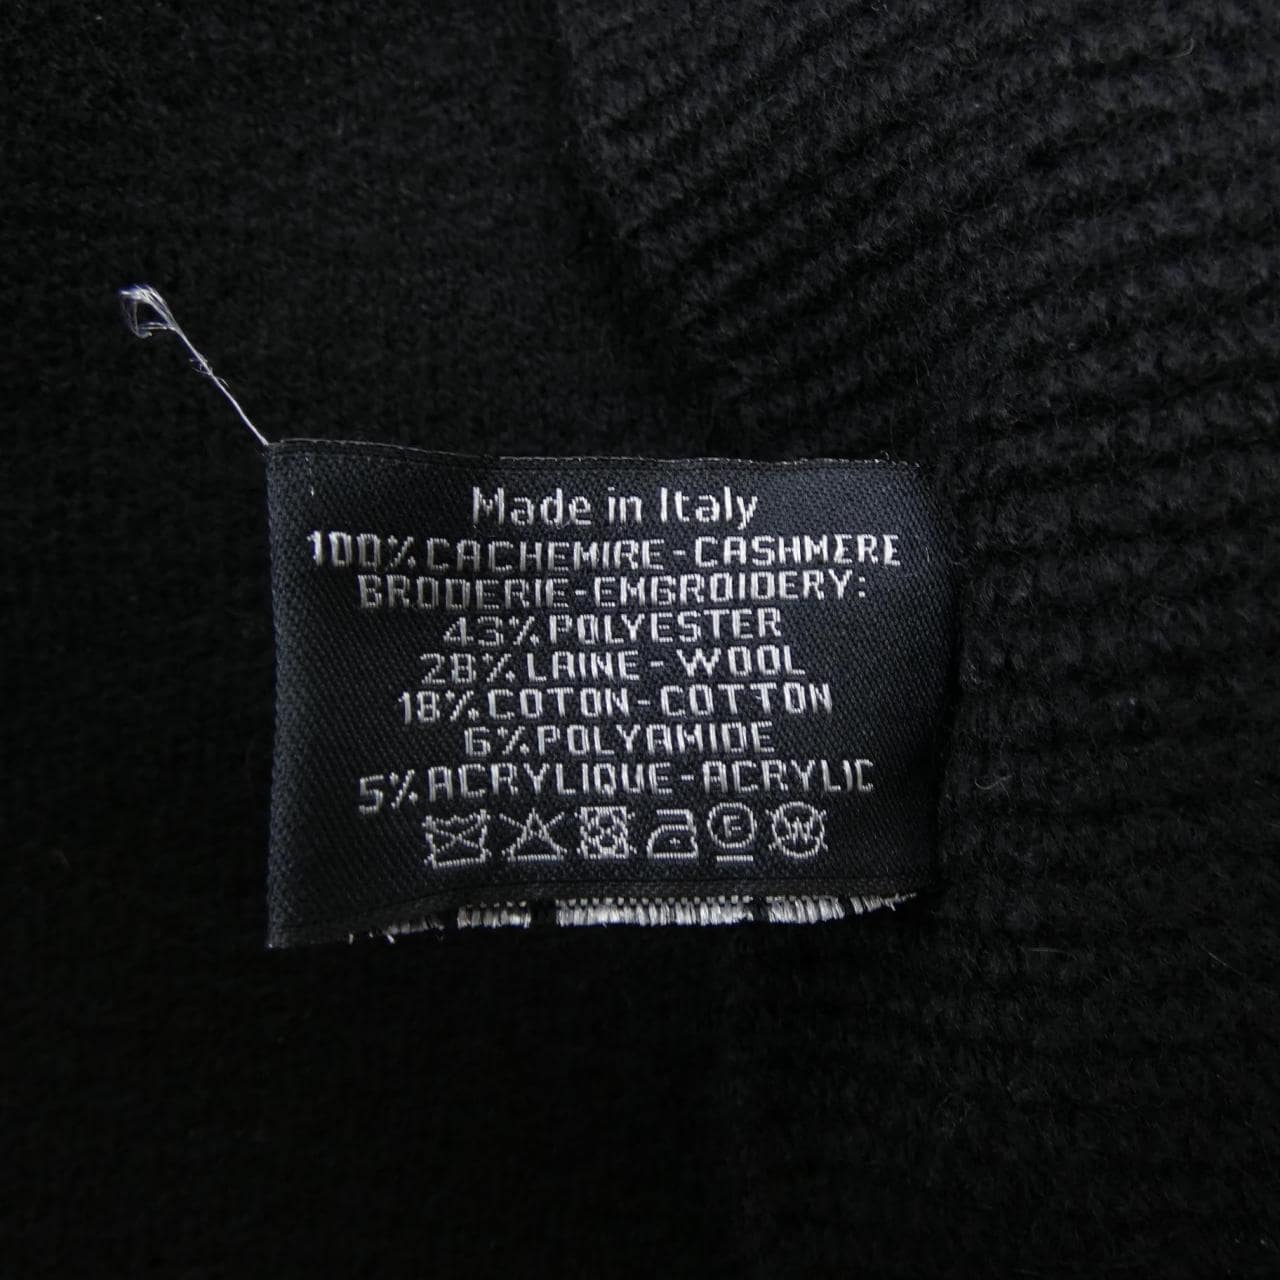 Made in Italy
100% CACHEMIRE-CASHMERE
BRODERIE-EMBROIDERY:
43% POLYESTER
28% LAINE-WOOL
18% COTON-COTTON
6% POLYAMIDE
5% ACRYLIQUE-ACRYLIC